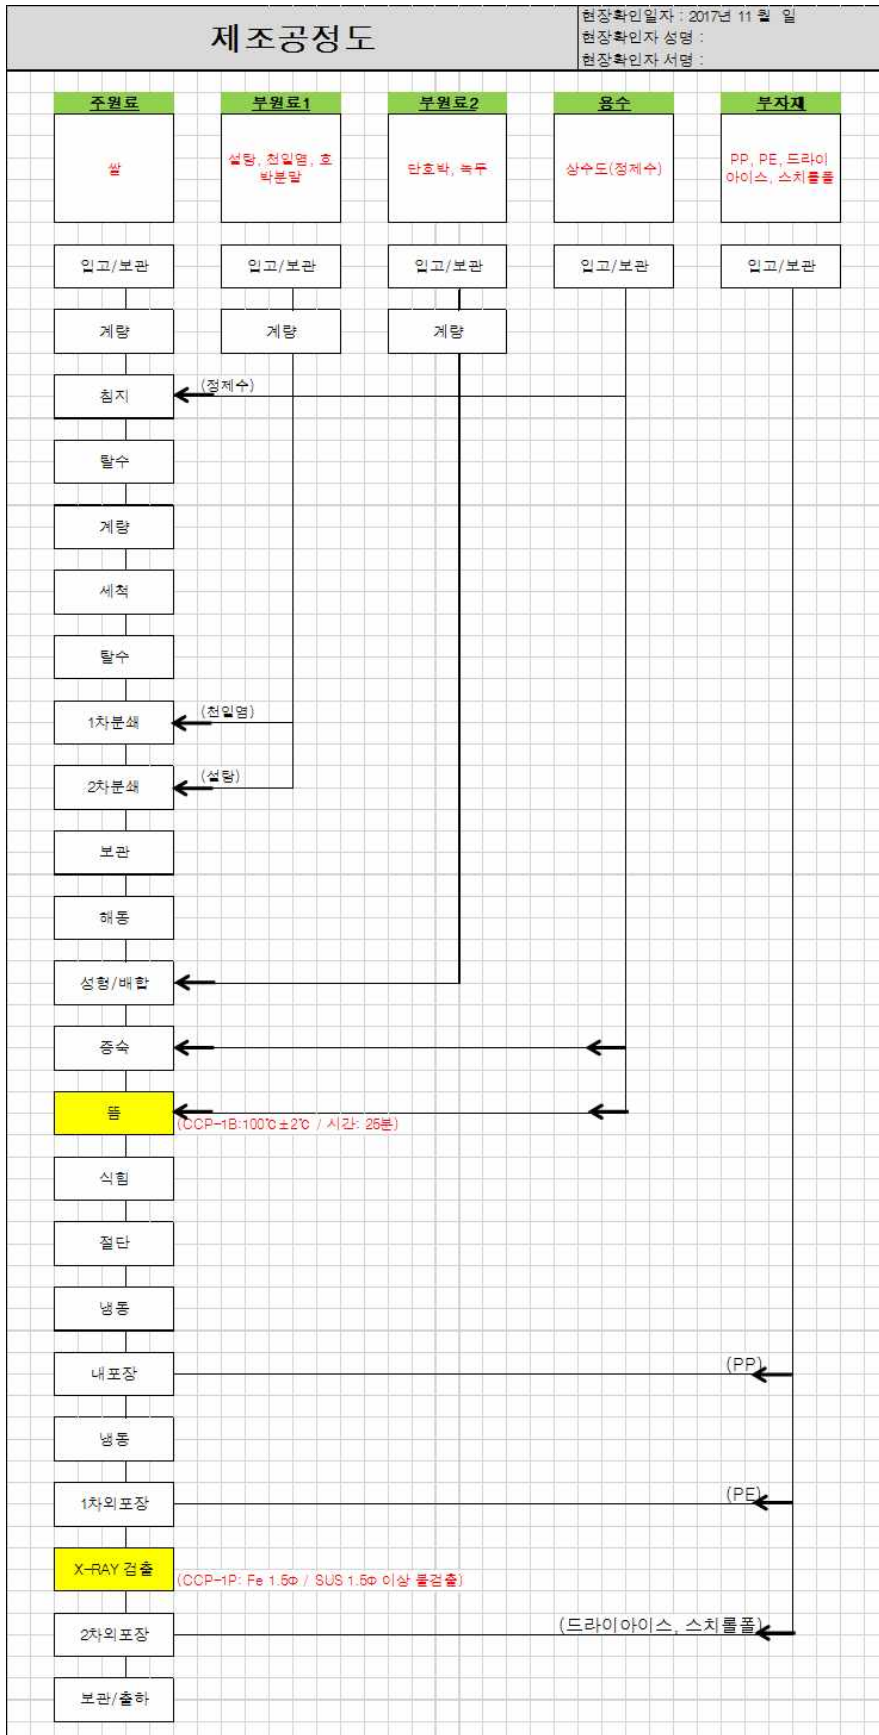 제조공정도
현장확인일자 : 2017년 11 월 일
현장확인자 성명 :
현장확인자 서명 :
주원료
부원료1
부원료2
용수
부자재
쌀
설탕, 천일염, 호
박분말
단호박, 녹두
상수도(정제수)
PP, PE, 드라이
아이스, 스치롤폴
입고/보관
입고/보관
입고/보관
입고/보관
입고/보관
계량
계량
계량
침지
(정제수)
탈수
계량
세척
탈수
1차분쇄
(천일염)
2차분쇄
(설탕)
보관
해동
성형/배합
증숙
뜸
(CCP-1B:100℃±2℃ / 시간: 25분)
식힘
절단
냉동
내포장
(PP)
냉동
1차외포장
(PE)
X-RAY 검출
(CCP-1P: Fe 1.5Φ / SUS 1.5Φ 이상 불검출)
2차외포장
(드라이아이스, 스치롤폴)
보관/출하